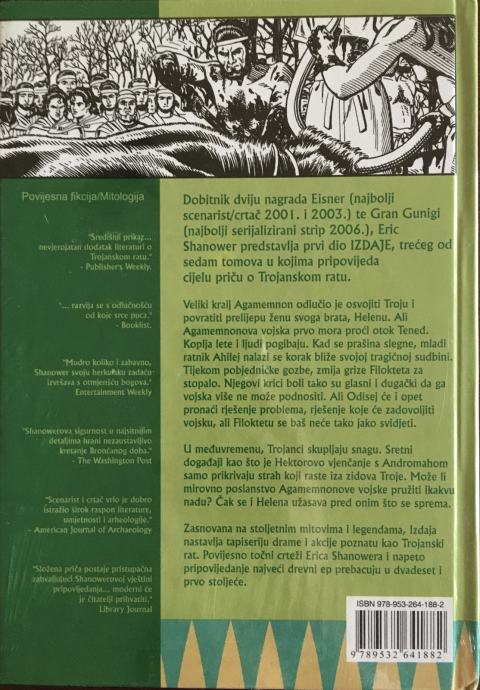 Povijesna fikcija/Mitologija
"Središnji prikaz...
nevjerojatan dodatak literaturi o
Trojanskom ratu."
- Publisher's Weekly.
"... razvija se s odlučnošću
od koje srce puca."
- Booklist.
"Mudro koliko i zabavno,
Shanower svoju herkulsku zadaću
izvršava s otmjenšću bogova."
Entertainment Weekly
"Shanowerova sigurnost u najsitnijim
detaljima hrani nezaustavljivo
kretanje Brončanog doba."
- The Washington Post
"Scenarist i crtač vrlo je dobro
istražio širok raspon literature,
umjetnosti i arheologije."
- American Journal of Archaeology
"Složena priča postaje pristupačna
zahvaljujući Shanowerovoj vještini
pripovijedanja... moderni će
je čitatelji prihvatiti."
Library Journal
Dobitnik dviju nagrada Eisner (najbolji
scenarist/crtač 2001. i 2003.) te Gran Gunigi
(najbolji serijalizirani strip 2006.), Eric
Shanower predstavlja prvi dio IZDAJE, trećeg od
sedam tomova u kojima pripovijeda
cijelu priču o Trojanskom ratu.
Veliki kralj Agamemnon odlučio je osvojiti Troju i
povratiti prelijepu ženu svoga brata, Helenu. Ali
Agamemnonova vojska prvo mora proći otok Tened.
Koplja lete i ljudi pogibaju. Kad se prašina slegne, mladi
ratnik Ahilej nalazi se korak bliže svojoj tragičnoj sudbini.
Tijekom pobjedničke gozbe, zmija grize Filokteta za
stopalo. Njegovi krici boli tako su glasni i dugački da ga
vojska više ne može podnositi. Ali Odisej će i opet
pronaći rješenje problema, rješenje koje će zadovoljiti
vojsku, ali Filoktetu se baš neće tako jako svidjeti.
U međuvremenu, Trojanci skupljaju snagu. Sretni
događaji kao što je Hektorovo vjenčanje s Andromahom
samo prikrivaju strah koji raste iza zidova Troje. Može li
mirovno poslanstvo Agamemnonove vojske pružiti ikakvu
nadu? Čak se i Helena užasava pred onim što se sprema.
Zasnovana na stoljetnim mitovima i legendama, Izdaja
nastavlja tapiseriju drame i akcije poznatu kao Trojanski
rat. Povijesno točni crteži Erica Shanowera i napeto
pripovijedanje najveći drevni ep prebacuju u dvadeset i
prvo stoljeće.
ISBN 978-953-264-188-2
9 789532 641882